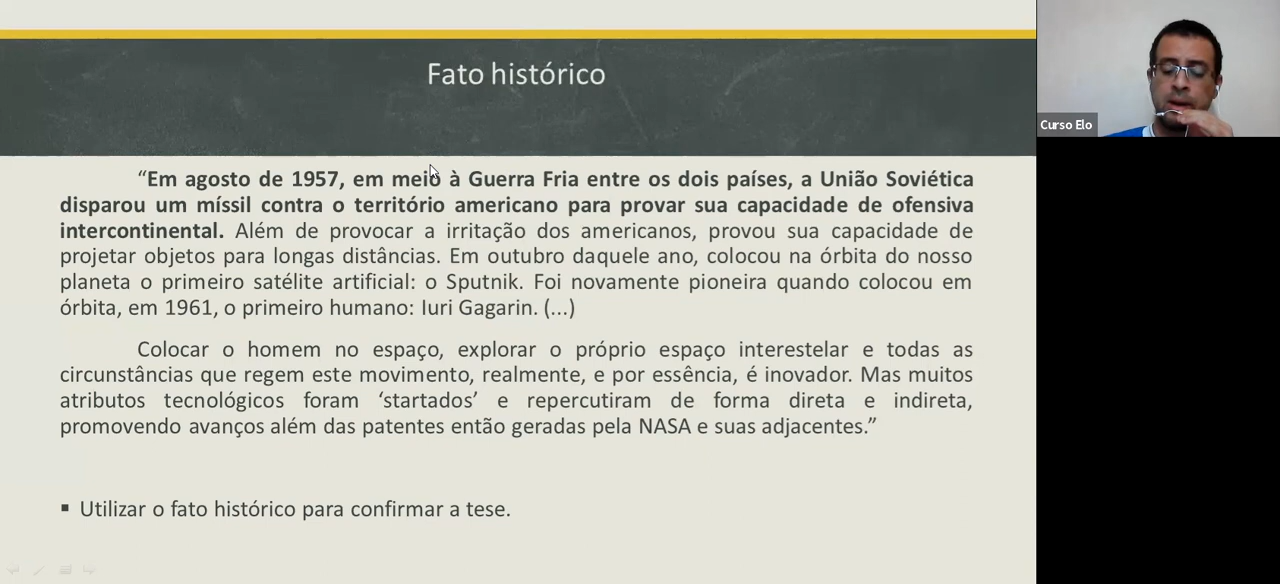 Fato histórico
Curso Elo
“Em agosto de 1957, em meio à Guerra Fria entre os dois países, a União Soviética
disparou um míssil contra o território americano para provar sua capacidade de ofensiva
intercontinental. Além de provocar a irritação dos americanos, provou sua capacidade de
projetar objetos para longas distâncias. Em outubro daquele ano, colocou na órbita do nosso
planeta o primeiro satélite artificial: o Sputnik. Foi novamente pioneira quando colocou em
órbita, em 1961, o primeiro humano: Iuri Gagarin. (...)
Colocar o homem no espaço, explorar o próprio espaço interestelar e todas as
circunstâncias que regem este movimento, realmente, e por essência, é inovador. Mas muitos
atributos tecnológicos foram ‘startados’ e repercutiram de forma direta e indireta,
promovendo avanços além das patentes então geradas pela NASA e suas adjacentes.”
▪ Utilizar o fato histórico para confirmar a tese.